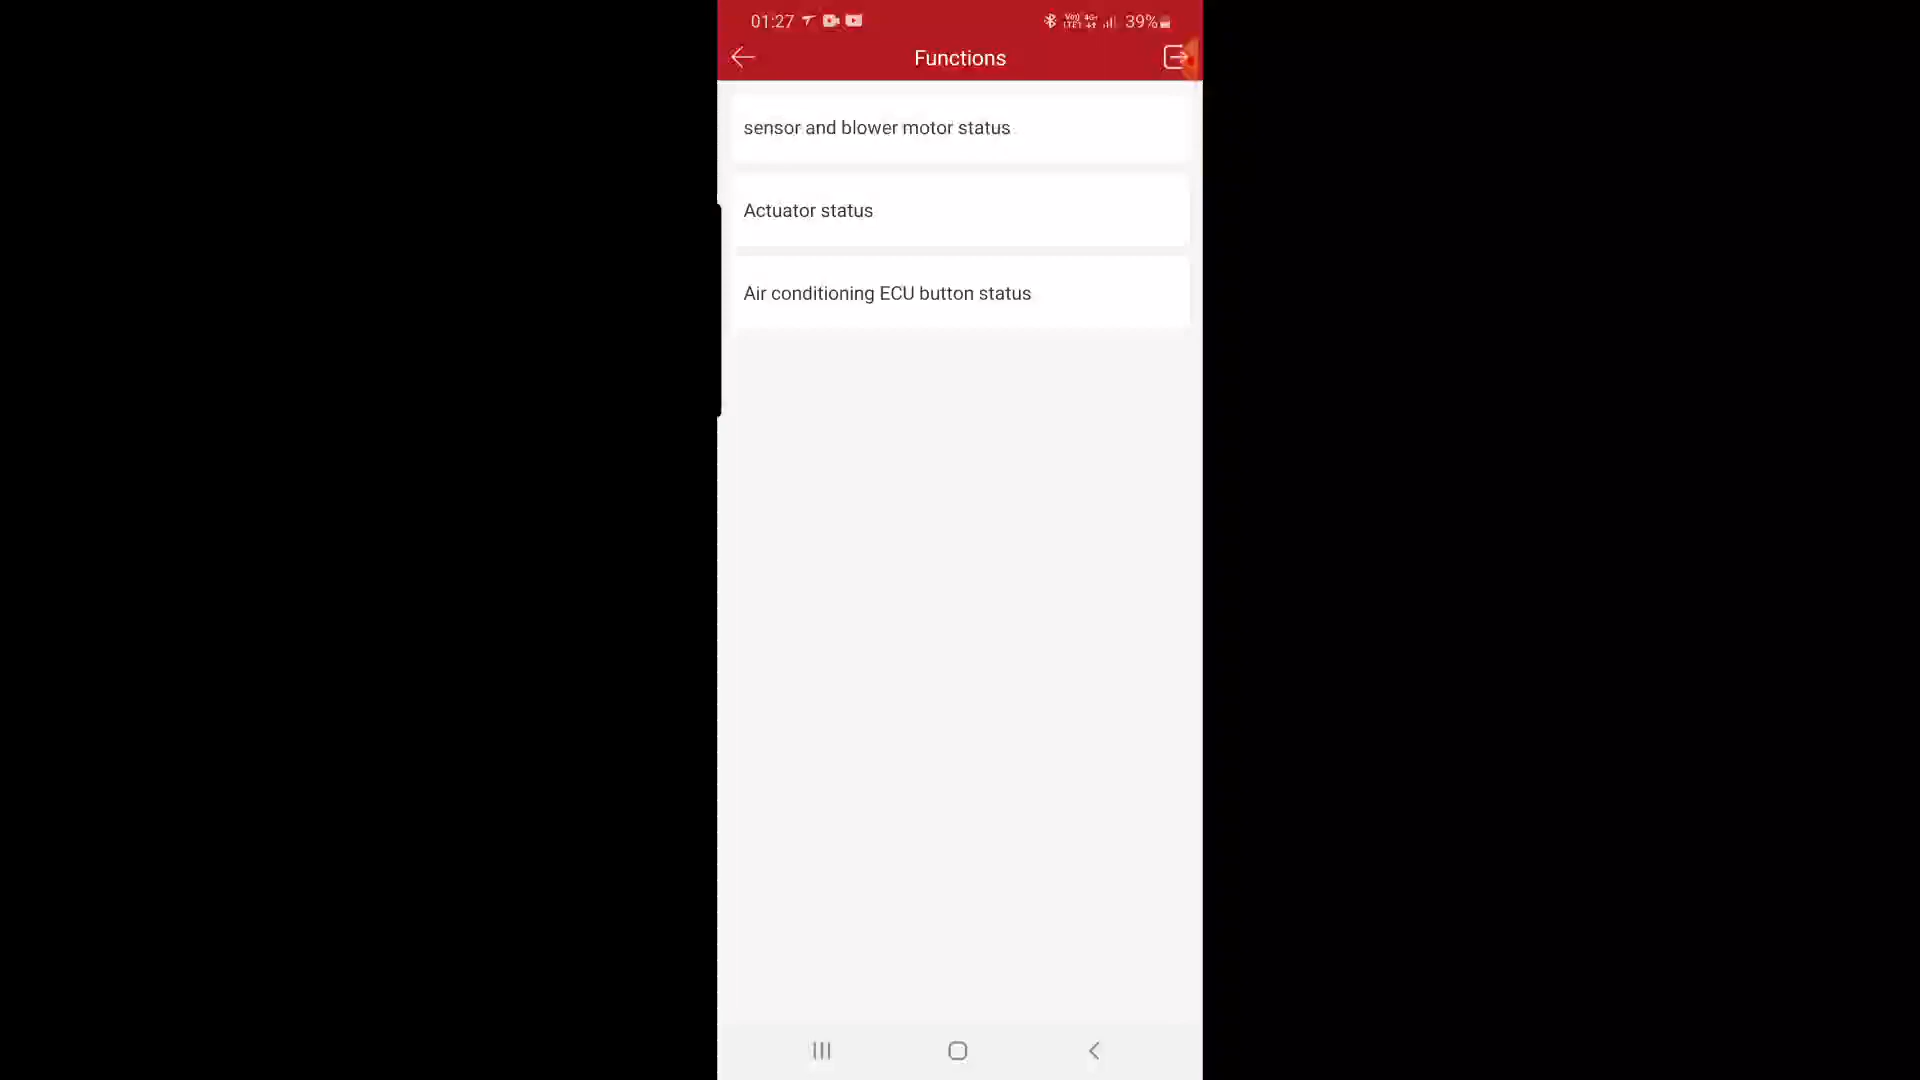 01:27 39%
Functions
sensor and blower motor status
Actuator status
Air conditioning ECU button status